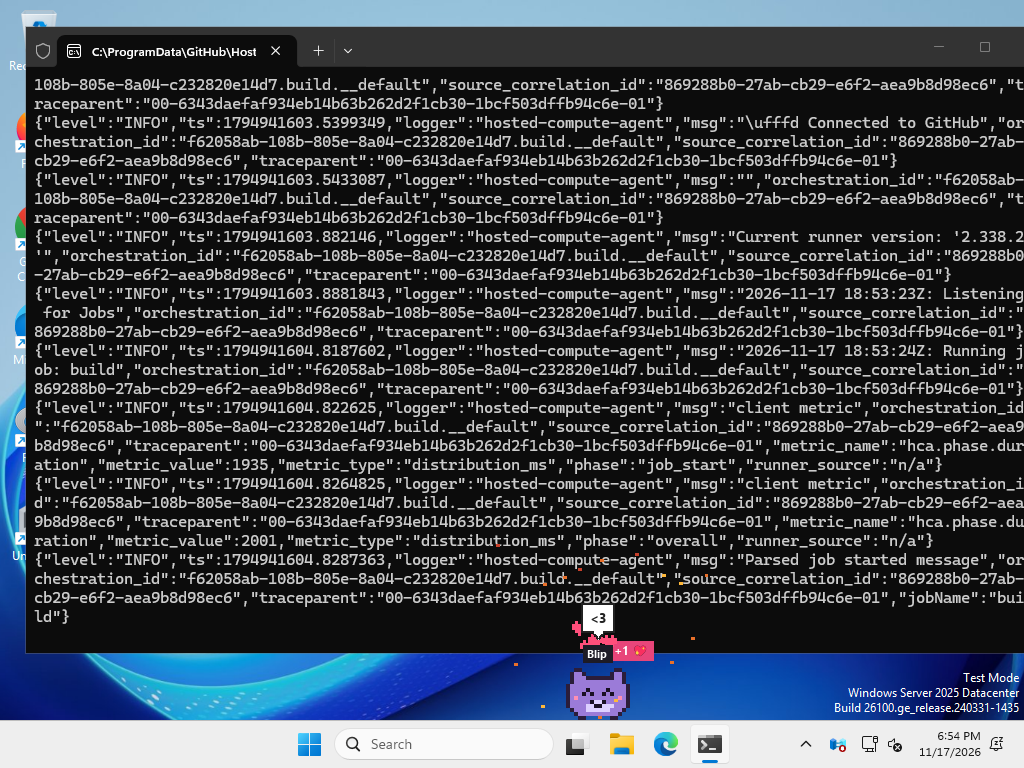 C:\ProgramData\GitHub\Host
108b-805e-8a04-c232820e14d7.build.__default","source_correlation_id":"869288b0-27ab-cb29-e6f2-aea9b8d98ec6","t
raceparent":"00-6343daefaf934eb14b63b262d2f1cb30-1bcf503dffb94c6e-01"}
{"level":"INFO","ts":1794941603.5399349,"logger":"hosted-compute-agent","msg":"\ufffd Connected to GitHub","or
chestration_id":"f62058ab-108b-805e-8a04-c232820e14d7.build.__default","source_correlation_id":"869288b0-27ab-
cb29-e6f2-aea9b8d98ec6","traceparent":"00-6343daefaf934eb14b63b262d2f1cb30-1bcf503dffb94c6e-01"}
{"level":"INFO","ts":1794941603.5433087,"logger":"hosted-compute-agent","msg":"","orchestration_id":"f62058ab-
108b-805e-8a04-c232820e14d7.build.__default","source_correlation_id":"869288b0-27ab-cb29-e6f2-aea9b8d98ec6","t
raceparent":"00-6343daefaf934eb14b63b262d2f1cb30-1bcf503dffb94c6e-01"}
{"level":"INFO","ts":1794941603.882146,"logger":"hosted-compute-agent","msg":"Current runner version: '2.338.2
'","orchestration_id":"f62058ab-108b-805e-8a04-c232820e14d7.build.__default","source_correlation_id":"869288b0
-27ab-cb29-e6f2-aea9b8d98ec6","traceparent":"00-6343daefaf934eb14b63b262d2f1cb30-1bcf503dffb94c6e-01"}
{"level":"INFO","ts":1794941603.8881843,"logger":"hosted-compute-agent","msg":"2026-11-17 18:53:23Z: Listening
for Jobs","orchestration_id":"f62058ab-108b-805e-8a04-c232820e14d7.build.__default","source_correlation_id":"
869288b0-27ab-cb29-e6f2-aea9b8d98ec6","traceparent":"00-6343daefaf934eb14b63b262d2f1cb30-1bcf503dffb94c6e-01"}
{"level":"INFO","ts":1794941604.8187602,"logger":"hosted-compute-agent","msg":"2026-11-17 18:53:24Z: Running j
ob: build","orchestration_id":"f62058ab-108b-805e-8a04-c232820e14d7.build.__default","source_correlation_id":"
869288b0-27ab-cb29-e6f2-aea9b8d98ec6","traceparent":"00-6343daefaf934eb14b63b262d2f1cb30-1bcf503dffb94c6e-01"}
{"level":"INFO","ts":1794941604.822625,"logger":"hosted-compute-agent","msg":"client metric","orchestration_id
":"f62058ab-108b-805e-8a04-c232820e14d7.build.__default","source_correlation_id":"869288b0-27ab-cb29-e6f2-aea9
b8d98ec6","traceparent":"00-6343daefaf934eb14b63b262d2f1cb30-1bcf503dffb94c6e-01","metric_name":"hca.phase.dur
ation","metric_value":1935,"metric_type":"distribution_ms","phase":"job_start","runner_source":"n/a"}
{"level":"INFO","ts":1794941604.8264825,"logger":"hosted-compute-agent","msg":"client metric","orchestration_i
d":"f62058ab-108b-805e-8a04-c232820e14d7.build.__default","source_correlation_id":"869288b0-27ab-cb29-e6f2-aea
9b8d98ec6","traceparent":"00-6343daefaf934eb14b63b262d2f1cb30-1bcf503dffb94c6e-01","metric_name":"hca.phase.du
ration","metric_value":2001,"metric_type":"distribution_ms","phase":"overall","runner_source":"n/a"}
{"level":"INFO","ts":1794941604.8287363,"logger":"hosted-compute-agent","msg":"Parsed job started message","or
chestration_id":"f62058ab-108b-805e-8a04-c232820e14d7.build.__default","source_correlation_id":"869288b0-27ab-
cb29-e6f2-aea9b8d98ec6","traceparent":"00-6343daefaf934eb14b63b262d2f1cb30-1bcf503dffb94c6e-01","jobName":"bui
ld"}
<3
Blip
+1
Test Mode
Windows Server 2025 Datacenter
Build 26100.ge_release.240331-1435
Search
6:54 PM
11/17/2026